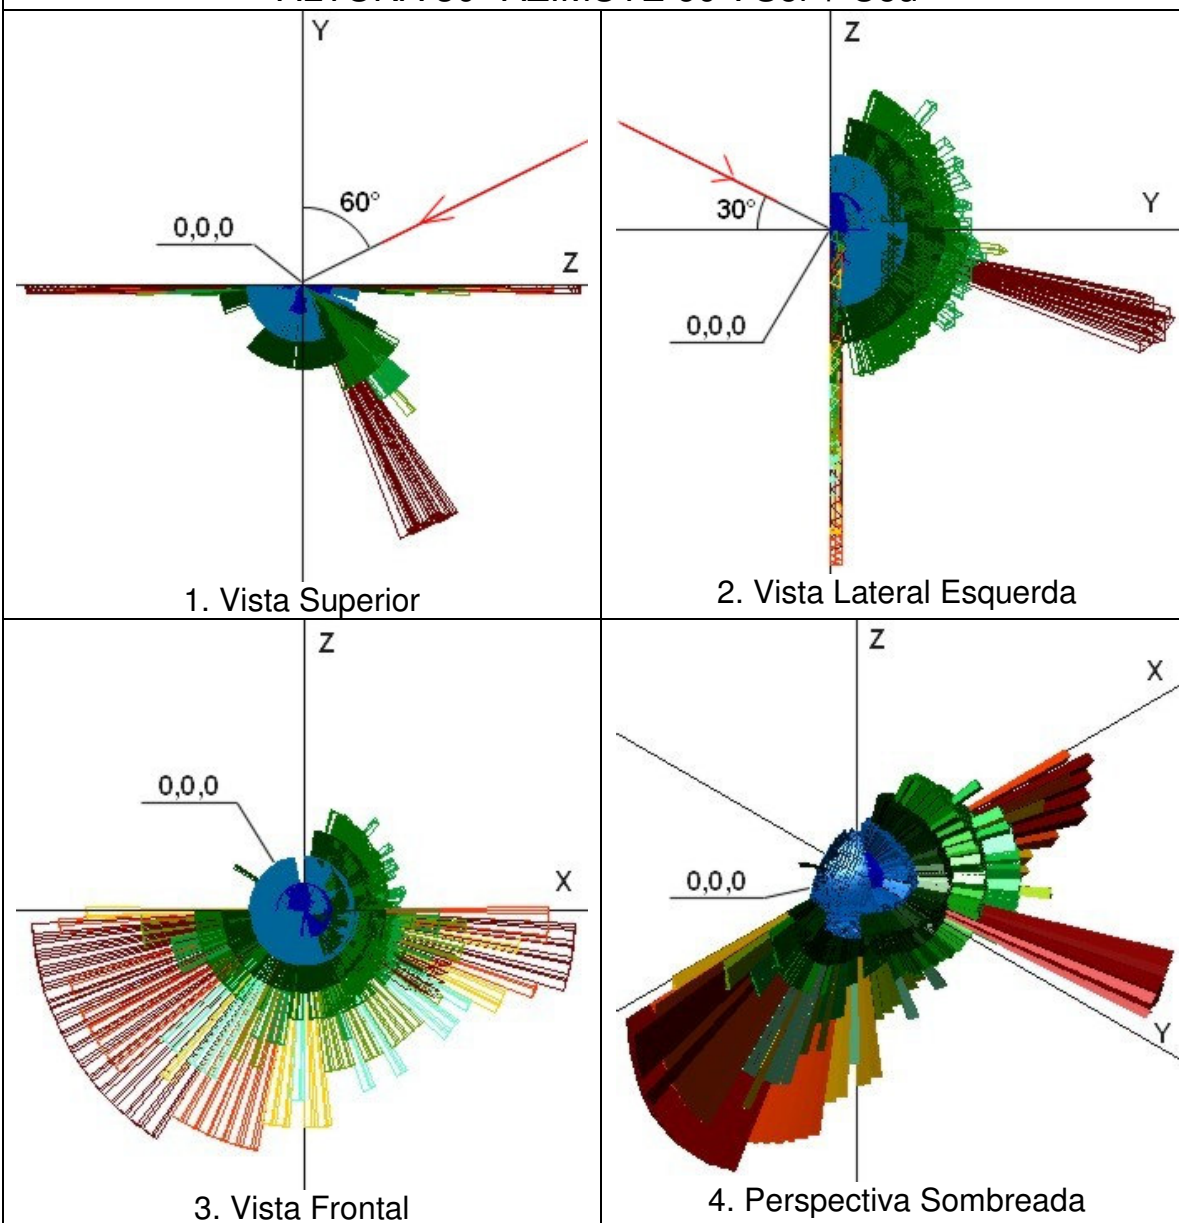 Y
60°
0,0,0
Z
1. Vista Superior
Z
30°
Y
0,0,0
2. Vista Lateral Esquerda
Z
0,0,0
X
3. Vista Frontal
Z
X
0,0,0
Y
4. Perspectiva Sombreada